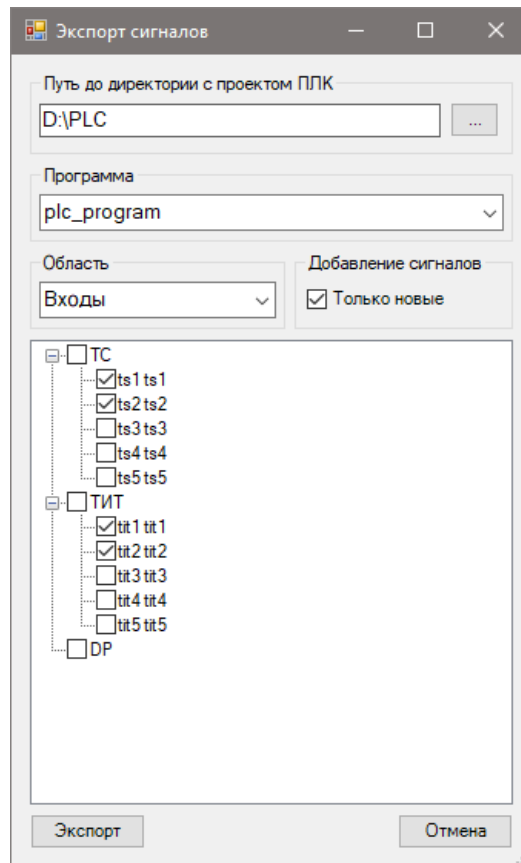 Экспорт сигналов
Путь до директории с проектом ПЛК
D:\PLC
...
Программа
plc_program
Область
Добавление сигналов
Входы
Только новые
ТС
ts1 ts1
ts2 ts2
ts3 ts3
ts4 ts4
ts5 ts5
ТИТ
tit1 tit1
tit2 tit2
tit3 tit3
tit4 tit4
tit5 tit5
DP
Экспорт
Отмена